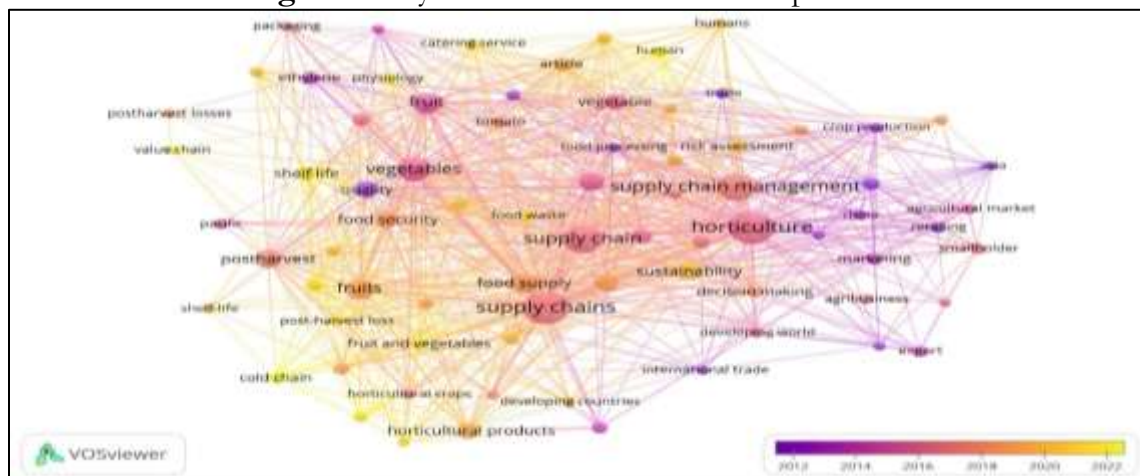 humans
packaging
catering service
human
article
ethylene
physiology
fruit
vegetable
postharvest losses
tomato
crop production
food processing
risk assessment
value chain
vegetables
shelf life
supply chain management
quality
agricultural market
food security
food waste
horticulture
retailing
supply chain
smallholder
postharvest
marketing
sustainability
food supply
fruits
decision making
agribusiness
supply chains
shelf-life
post-harvest loss
developing world
fruit and vegetables
export
international trade
cold chain
horticultural crops
developing countries
horticultural products
VOSviewer
2012 2014 2016 2018 2020 2022